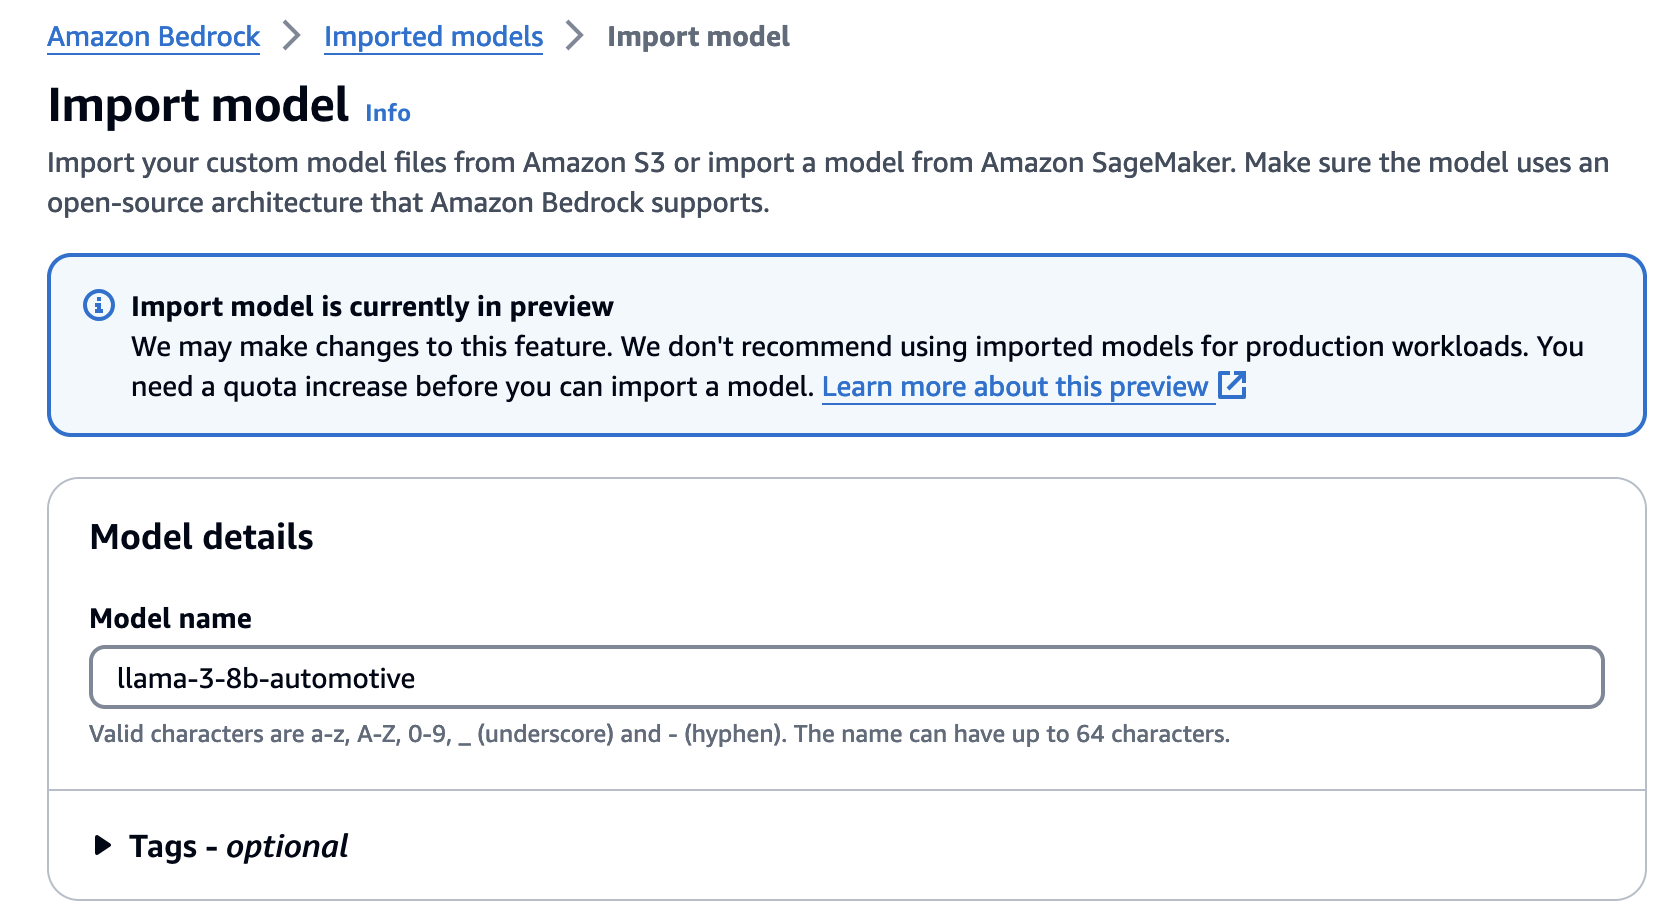 Amazon Bedrock > Imported models > Import model
Import model Info
Import your custom model files from Amazon S3 or import a model from Amazon SageMaker. Make sure the model uses an
open-source architecture that Amazon Bedrock supports.
Import model is currently in preview
We may make changes to this feature. We don't recommend using imported models for production workloads. You
need a quota increase before you can import a model. Learn more about this preview
Model details
Model name
llama-3-8b-automotive
Valid characters are a-z, A-Z, 0-9, _ (underscore) and - (hyphen). The name can have up to 64 characters.
Tags - optional